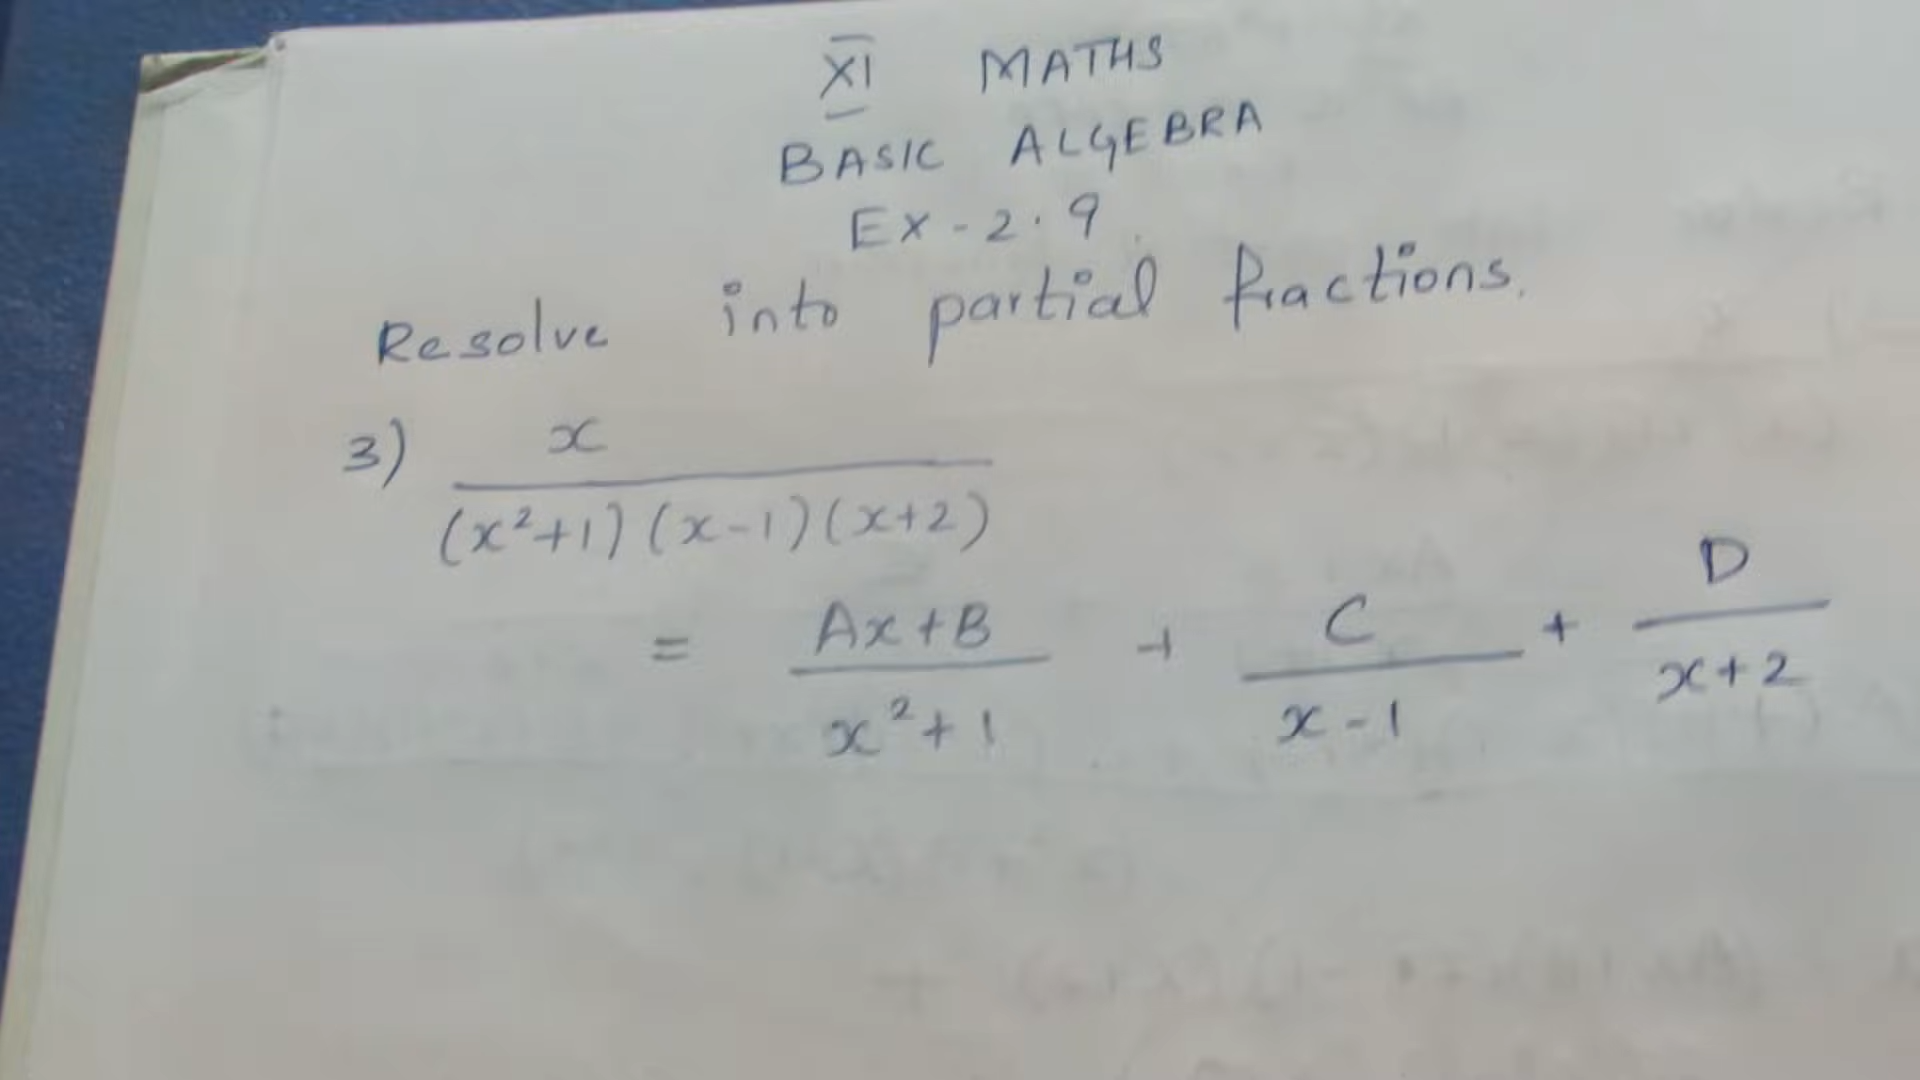 XI MATHS
BASIC ALGEBRA
EX - 2.9
Resolve into partial fractions.
3) x
(x²+1) (x-1) (x+2)
= Ax+B + C + D
x²+1 x-1 x+2